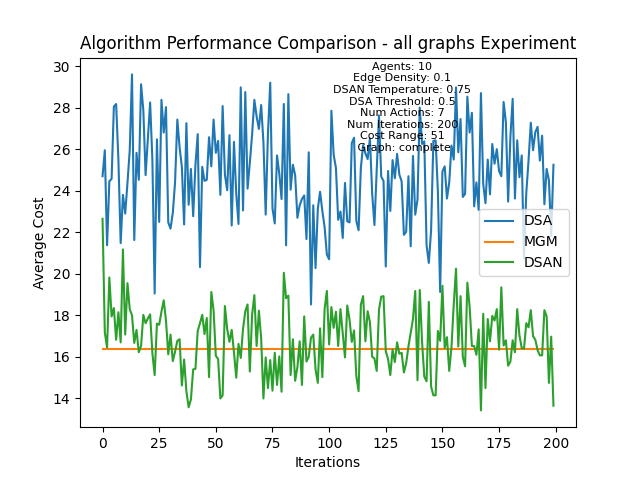 Algorithm Performance Comparison - all graphs Experiment
Agents: 10
Edge Density: 0.1
DSAN Temperature: 0.75
DSA Threshold: 0.5
Num Actions: 7
Num Iterations: 200
Cost Range: 51
Graph: complete
30
28
26
24
22
20
18
16
14
Average Cost
DSA
MGM
DSAN
0 25 50 75 100 125 150 175 200
Iterations